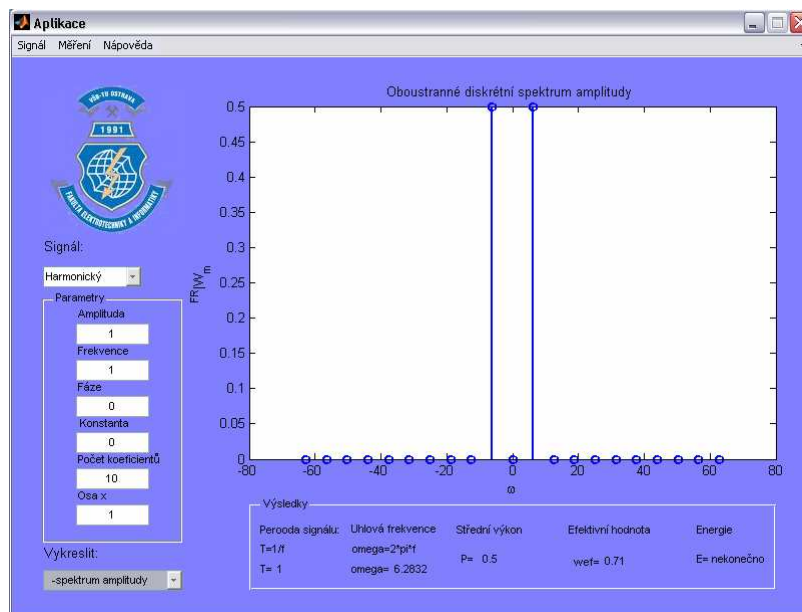 Aplikace
Signál Měření Nápověda
VŠB-TU OSTRAVA
1991
FAKULTA ELEKTROTECHNIKY A INFORMATIKY
Signál:
Harmonický
Parametry
Amplituda
1
Frekvence
1
Fáze
0
Konstanta
0
Počet koeficientů
10
Osa x
1
Vykreslit:
-spektrum amplitudy
Oboustranné diskrétní spektrum amplitudy
0.5
0.45
0.4
0.35
0.3
0.25
0.2
0.15
0.1
0.05
0
-80 -60 -40 -20 0 20 40 60 80
ω
Výsledky
Perooda signálu: Uhlová frekvence Střední výkon Efektivní hodnota Energie
T=1/f omega=2*pi*f
P= 0.5 wef= 0.71 E= nekonečno
T= 1 omega= 6.2832